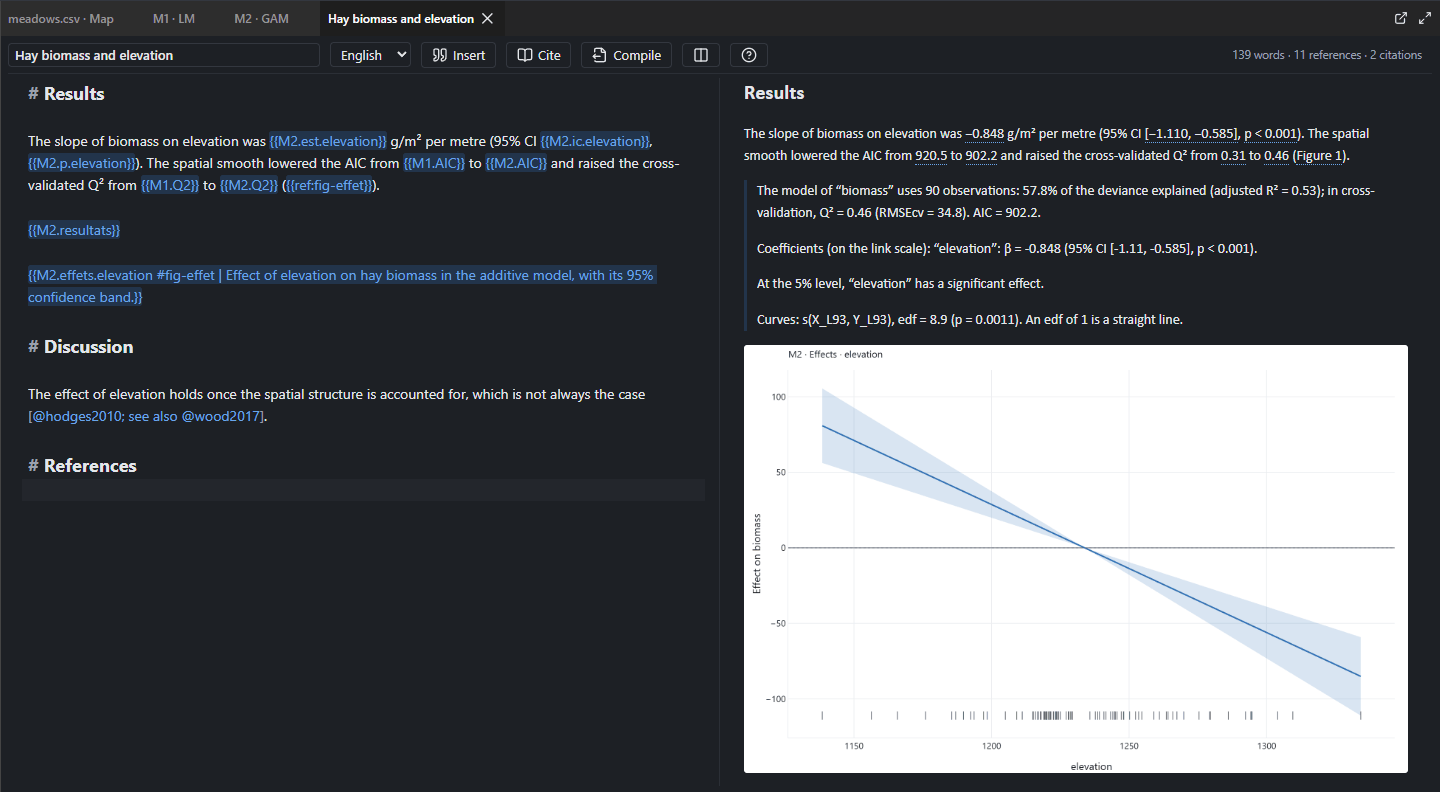 meadows.csv · Map M1 · LM M2 · GAM Hay biomass and elevation
Hay biomass and elevation English Insert Cite Compile 139 words · 11 references · 2 citations
# Results
The slope of biomass on elevation was {{M2.est.elevation}} g/m² per metre (95% CI {{M2.ic.elevation}},
{{M2.p.elevation}}). The spatial smooth lowered the AIC from {{M1.AIC}} to {{M2.AIC}} and raised the cross-
validated Q² from {{M1.Q2}} to {{M2.Q2}} ({{ref:fig-effet}}).
{{M2.resultats}}
{{M2.effets.elevation #fig-effet | Effect of elevation on hay biomass in the additive model, with its 95%
confidence band.}}
# Discussion
The effect of elevation holds once the spatial structure is accounted for, which is not always the case
[@hodges2010; see also @wood2017].
# References
Results
The slope of biomass on elevation was −0.848 g/m² per metre (95% CI [−1.110, −0.585], p < 0.001). The spatial
smooth lowered the AIC from 920.5 to 902.2 and raised the cross-validated Q² from 0.31 to 0.46 (Figure 1).
The model of “biomass” uses 90 observations: 57.8% of the deviance explained (adjusted R² = 0.53); in cross-
validation, Q² = 0.46 (RMSEcv = 34.8). AIC = 902.2.
Coefficients (on the link scale): “elevation”: β = -0.848 (95% CI [-1.11, -0.585], p < 0.001).
At the 5% level, “elevation” has a significant effect.
Curves: s(X_L93, Y_L93), edf = 8.9 (p = 0.0011). An edf of 1 is a straight line.
M2 · Effects · elevation
100
50
0
−50
−100
Effect on biomass
1150 1200 1250 1300
elevation